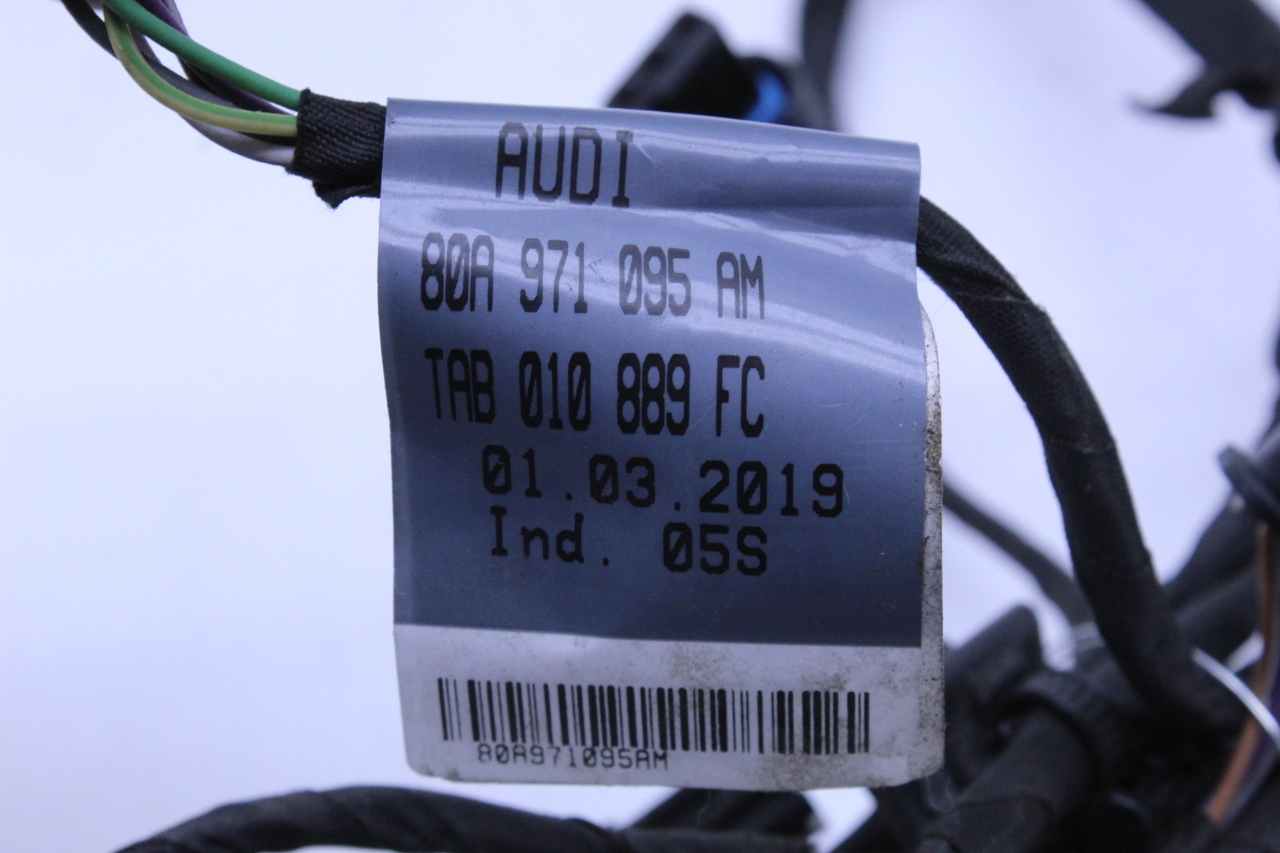 AUDI
80A 971 095 AM
TAB 010 889 FC
01.03.2019
Ind. 05S
80A971095AM